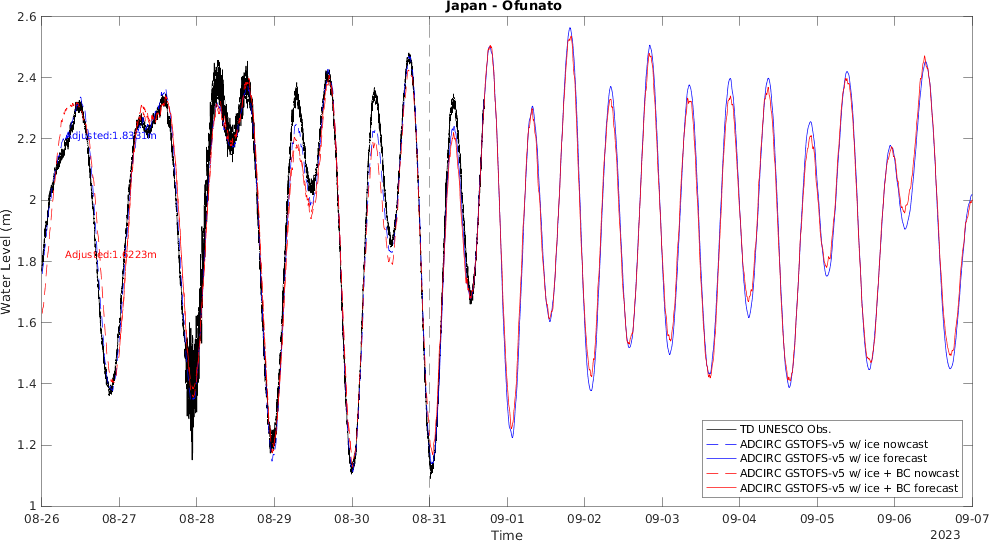 Japan - Ofunato
2.6
2.4
2.2
2
1.8
1.6
1.4
1.2
1
Water Level (m)
Adjusted:1.8331m
Adjusted:1.6223m
TD UNESCO Obs.
ADCIRC GSTOFS-v5 w/ ice nowcast
ADCIRC GSTOFS-v5 w/ ice forecast
ADCIRC GSTOFS-v5 w/ ice + BC nowcast
ADCIRC GSTOFS-v5 w/ ice + BC forecast
08-26 08-27 08-28 08-29 08-30 08-31 09-01 09-02 09-03 09-04 09-05 09-06 09-07
Time
2023